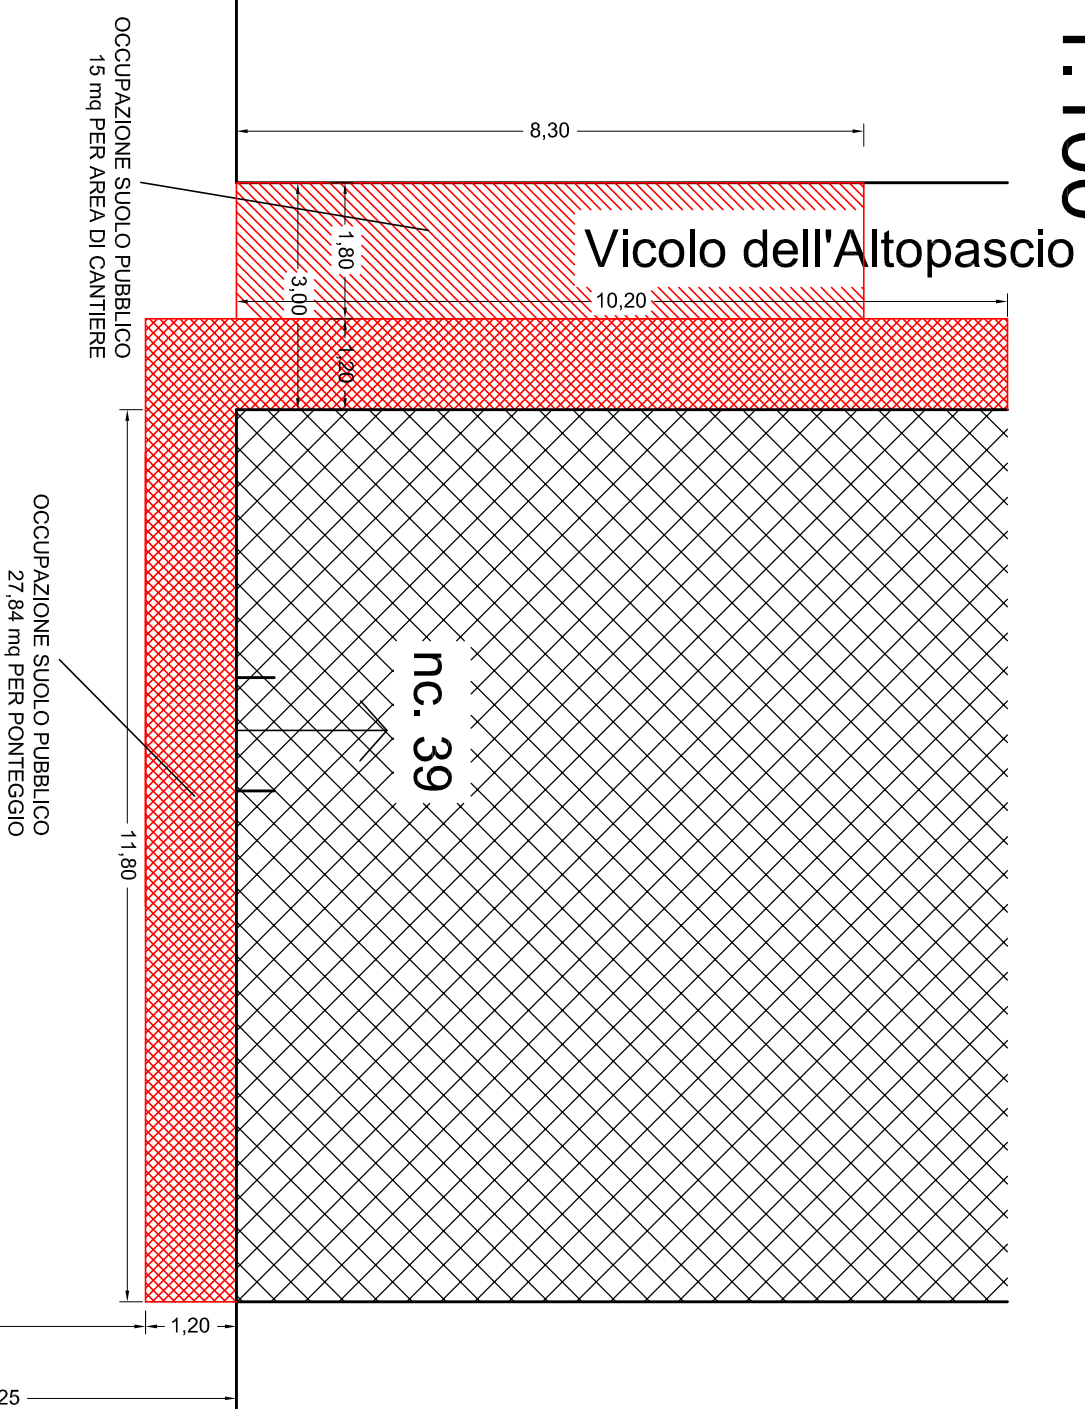 8,30
OCCUPAZIONE SUOLO PUBBLICO
15 mq PER AREA DI CANTIERE
Vicolo dell'Altopascio
1,80
3,00
10,20
1,20
OCCUPAZIONE SUOLO PUBBLICO
27,84 mq PER PONTEGGIO
nc. 39
11,80
1,20